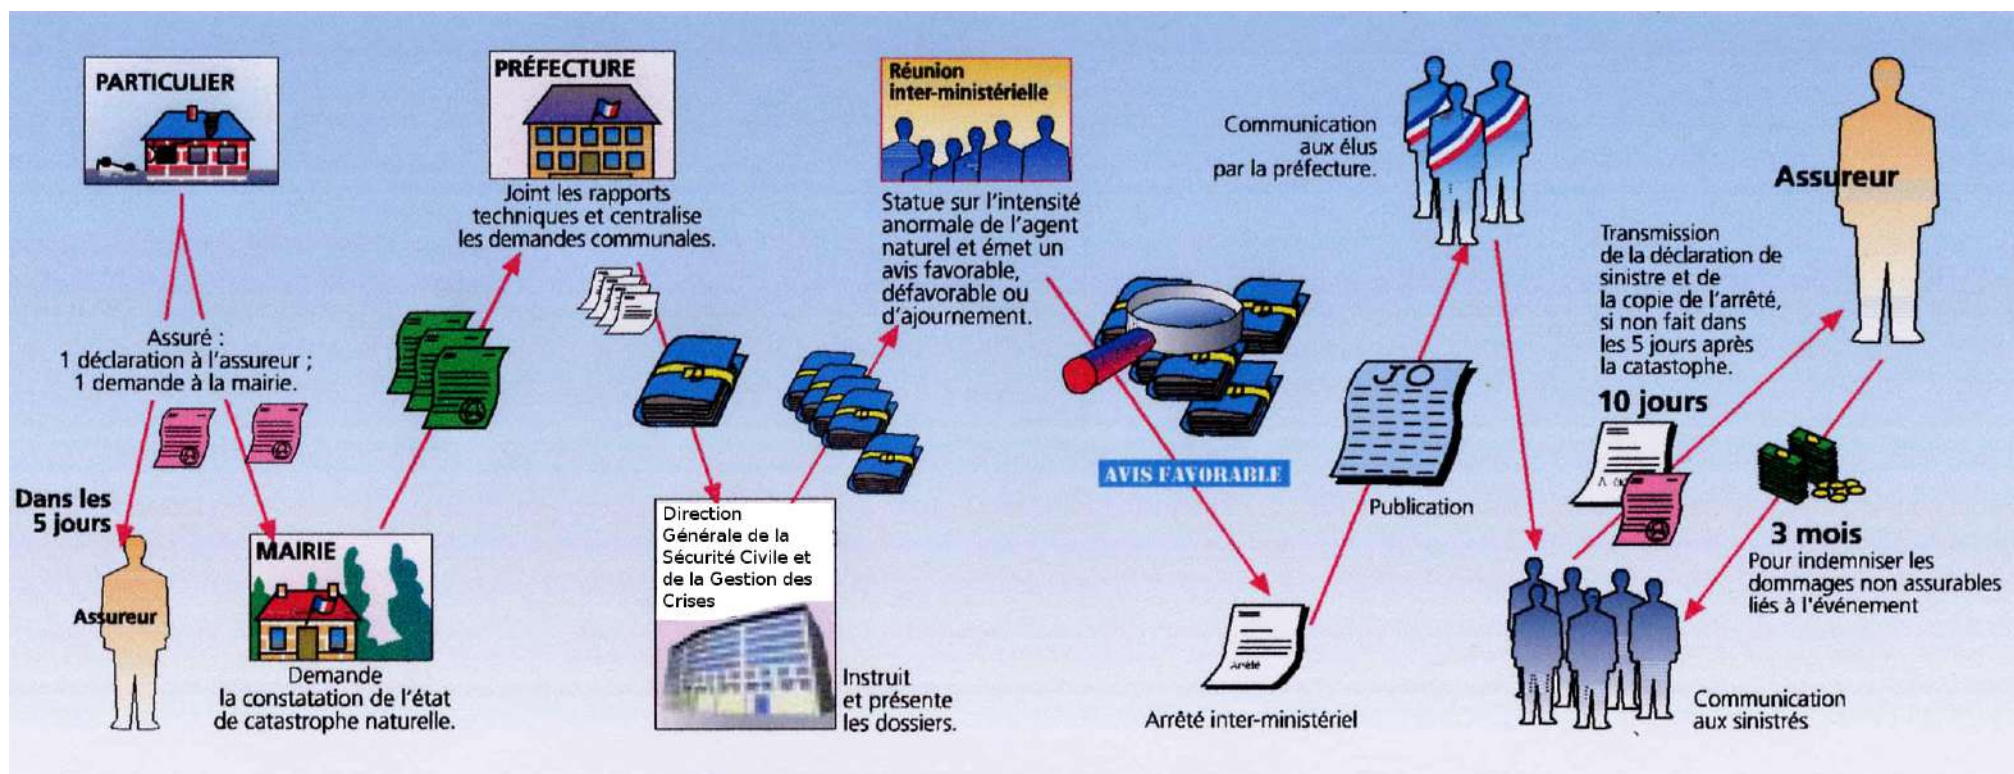 PARTICULIER
Assuré :
1 déclaration à l'assureur ;
1 demande à la mairie.
Dans les
5 jours
Assureur
MAIRIE
Demande
la constatation de l'état
de catastrophe naturelle.
PRÉFECTURE
Joint les rapports
techniques et centralise
les demandes communales.
Direction
Générale de la
Sécurité Civile et
de la Gestion des
Crises
Instruit
et présente
les dossiers.
Réunion
inter-ministérielle
Statue sur l'intensité
anormale de l'agent
naturel et émet un
avis favorable,
défavorable ou
d'ajournement.
AVIS FAVORABLE
Arrêté
Arrêté inter-ministériel
JO
Publication
Communication
aux élus
par la préfecture.
Communication
aux sinistrés
Transmission
de la déclaration de
sinistre et de
la copie de l'arrêté,
si non fait dans
les 5 jours après
la catastrophe.
10 jours
Assureur
3 mois
Pour indemniser les
dommages non assurables
liés à l'événement